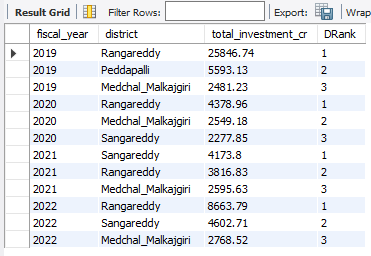 Result Grid Filter Rows: Export: Wrap
fiscal_year district total_investment_cr DRank
2019 Rangareddy 25846.74 1
2019 Peddapalli 5593.13 2
2019 Medchal_Malkajgiri 2481.23 3
2020 Rangareddy 4378.96 1
2020 Medchal_Malkajgiri 2549.18 2
2020 Sangareddy 2277.85 3
2021 Sangareddy 4173.8 1
2021 Rangareddy 3816.83 2
2021 Medchal_Malkajgiri 2595.63 3
2022 Rangareddy 8663.79 1
2022 Sangareddy 4602.71 2
2022 Medchal_Malkajgiri 2768.52 3